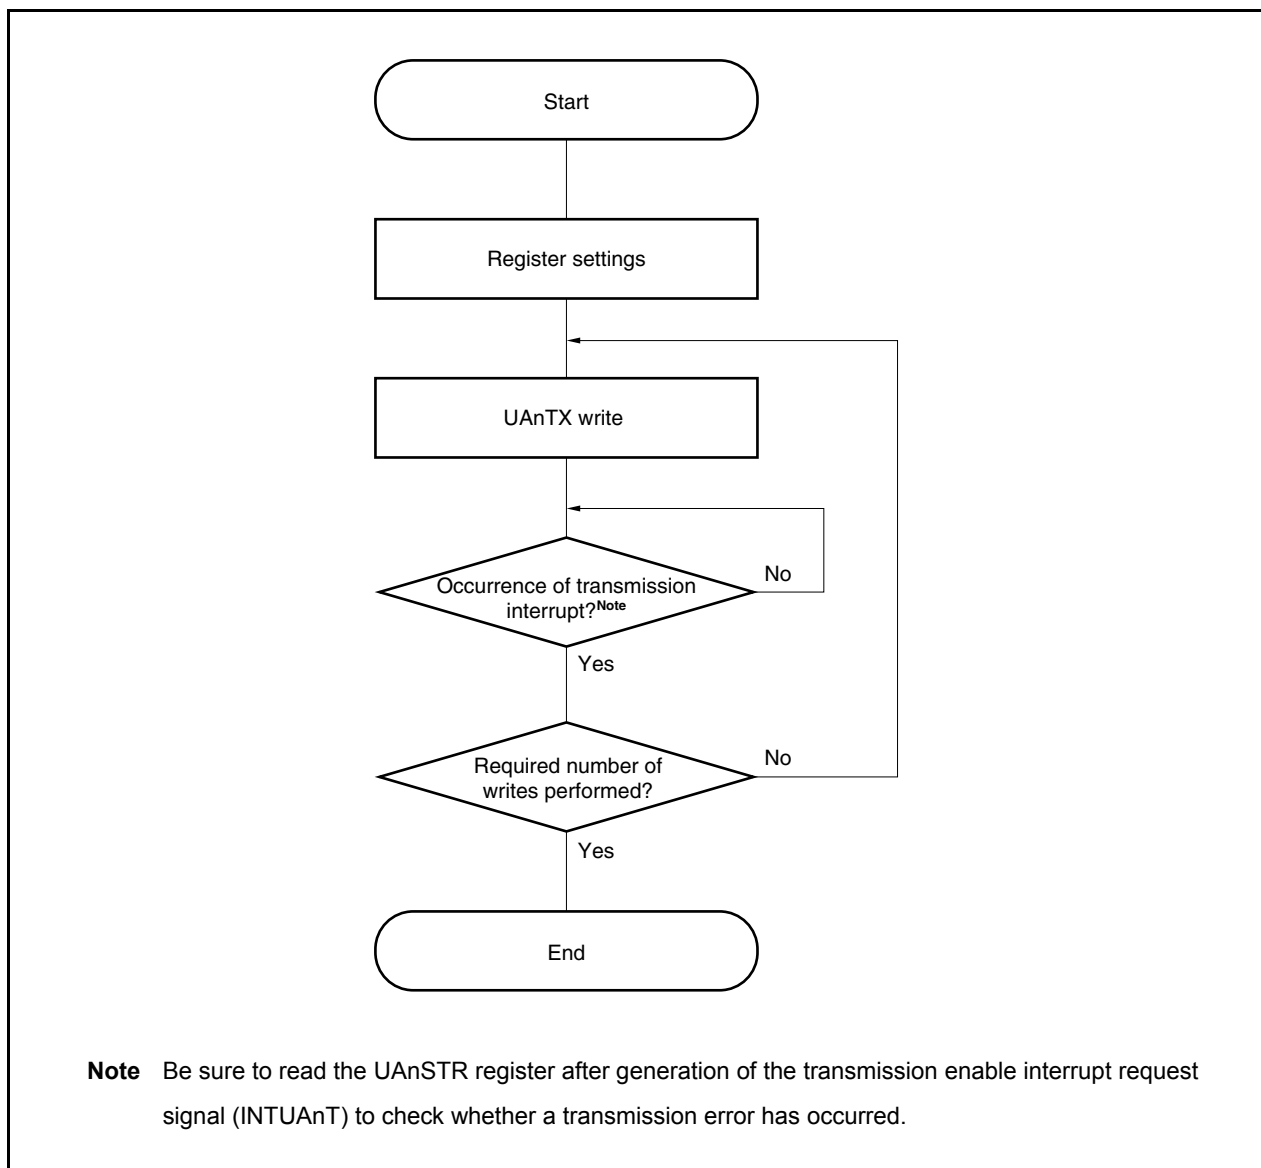 Start
Register settings
UAnTX write
Occurrence of transmission
interrupt?Note
No
Yes
Required number of
writes performed?
No
Yes
End
Note Be sure to read the UAnSTR register after generation of the transmission enable interrupt request
signal (INTUAnT) to check whether a transmission error has occurred.